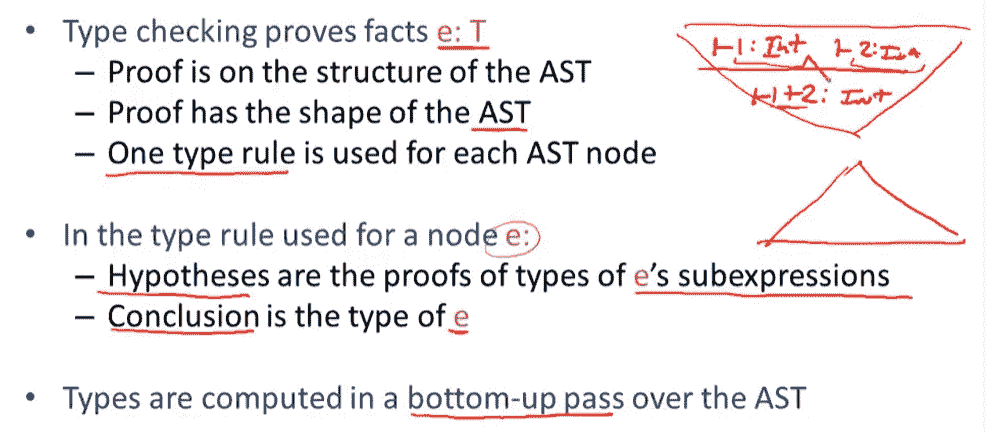 • Type checking proves facts e: T
– Proof is on the structure of the AST
– Proof has the shape of the AST
– One type rule is used for each AST node
• In the type rule used for a node e:
– Hypotheses are the proofs of types of e's subexpressions
– Conclusion is the type of e
• Types are computed in a bottom-up pass over the AST
⊢1: Int ⊢2: Int
⊢1+2: Int